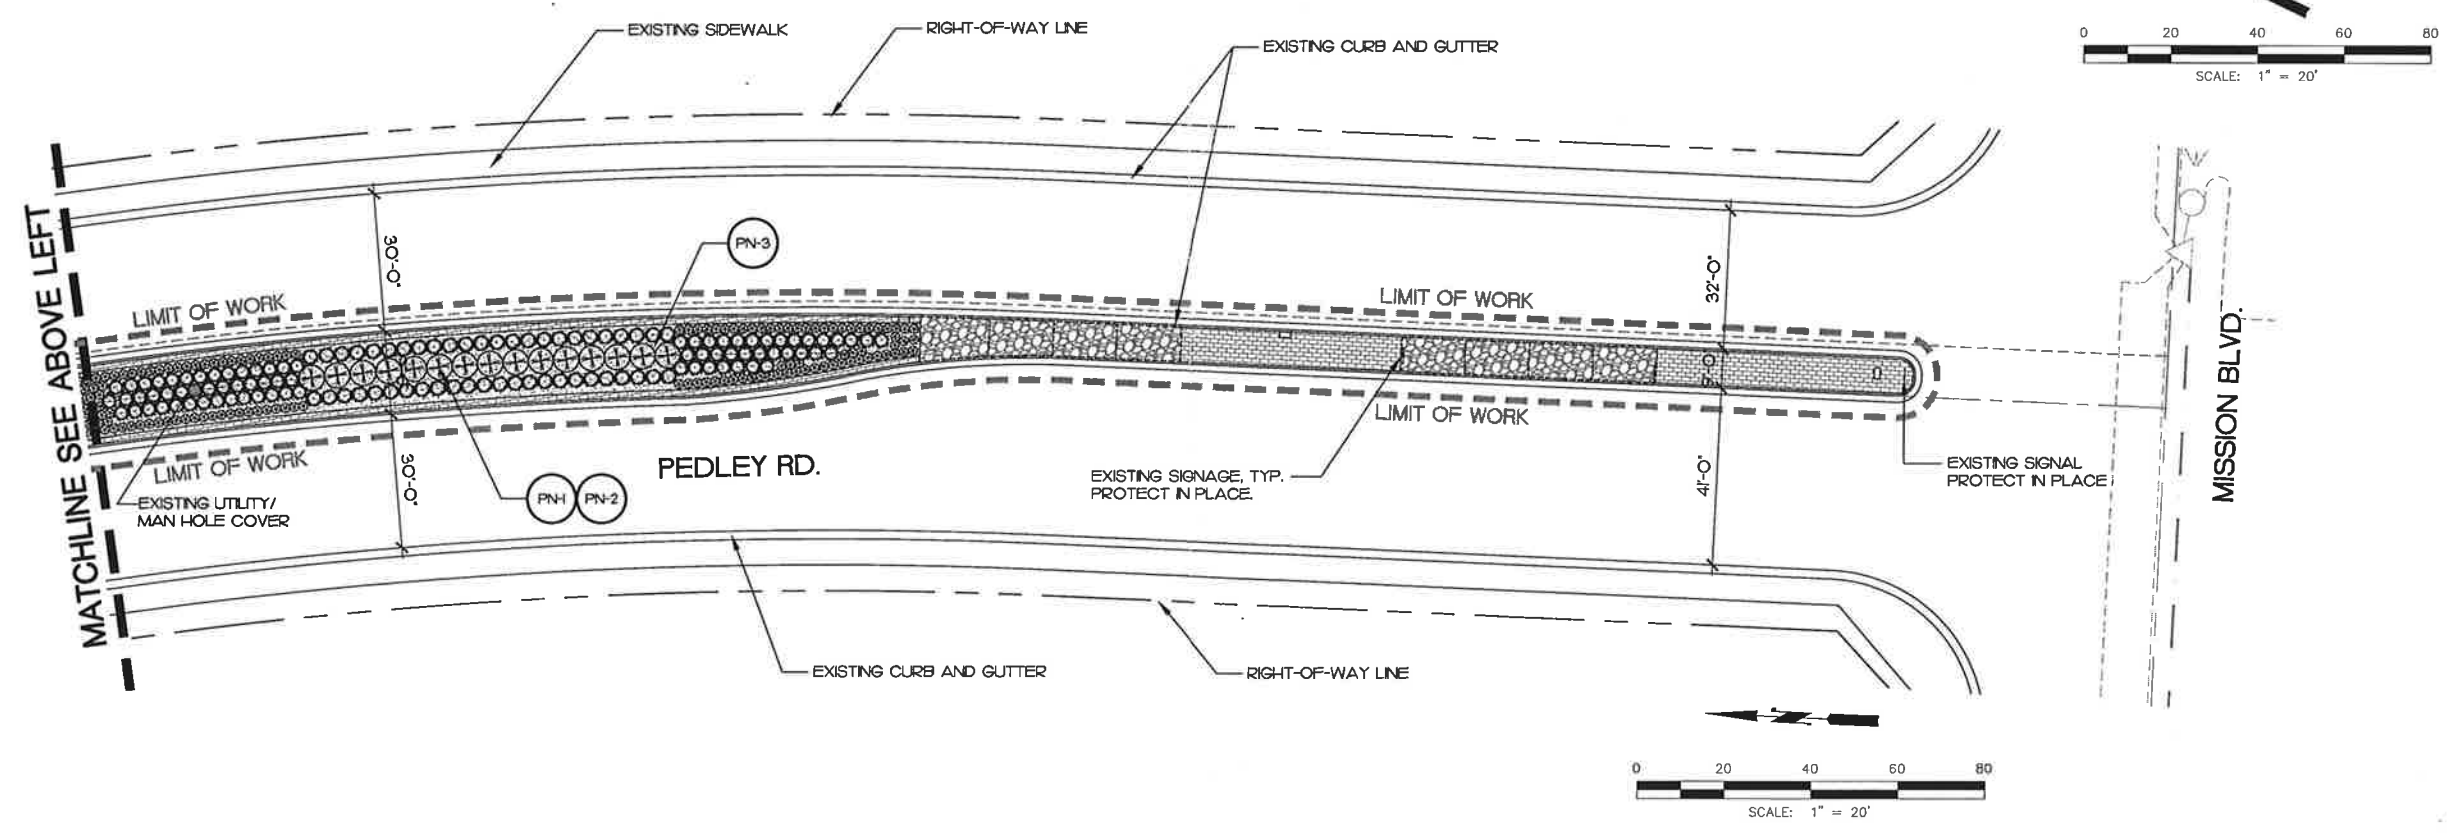 EXISTING SIDEWALK
RIGHT-OF-WAY LINE
EXISTING CURB AND GUTTER
0 20 40 60 80
SCALE: 1" = 20'
MATCHLINE SEE ABOVE LEFT
30'-0"
PN-3
32'-0"
LIMIT OF WORK
LIMIT OF WORK
9'-0"
MISSION BLVD.
LIMIT OF WORK
LIMIT OF WORK
PEDLEY RD.
30'-0"
41'-0"
EXISTING SIGNAGE, TYP.
PROTECT IN PLACE.
EXISTING SIGNAL
PROTECT IN PLACE
EXISTING UTILITY/
MAN HOLE COVER
PN-1 PN-2
EXISTING CURB AND GUTTER
RIGHT-OF-WAY LINE
0 20 40 60 80
SCALE: 1" = 20'